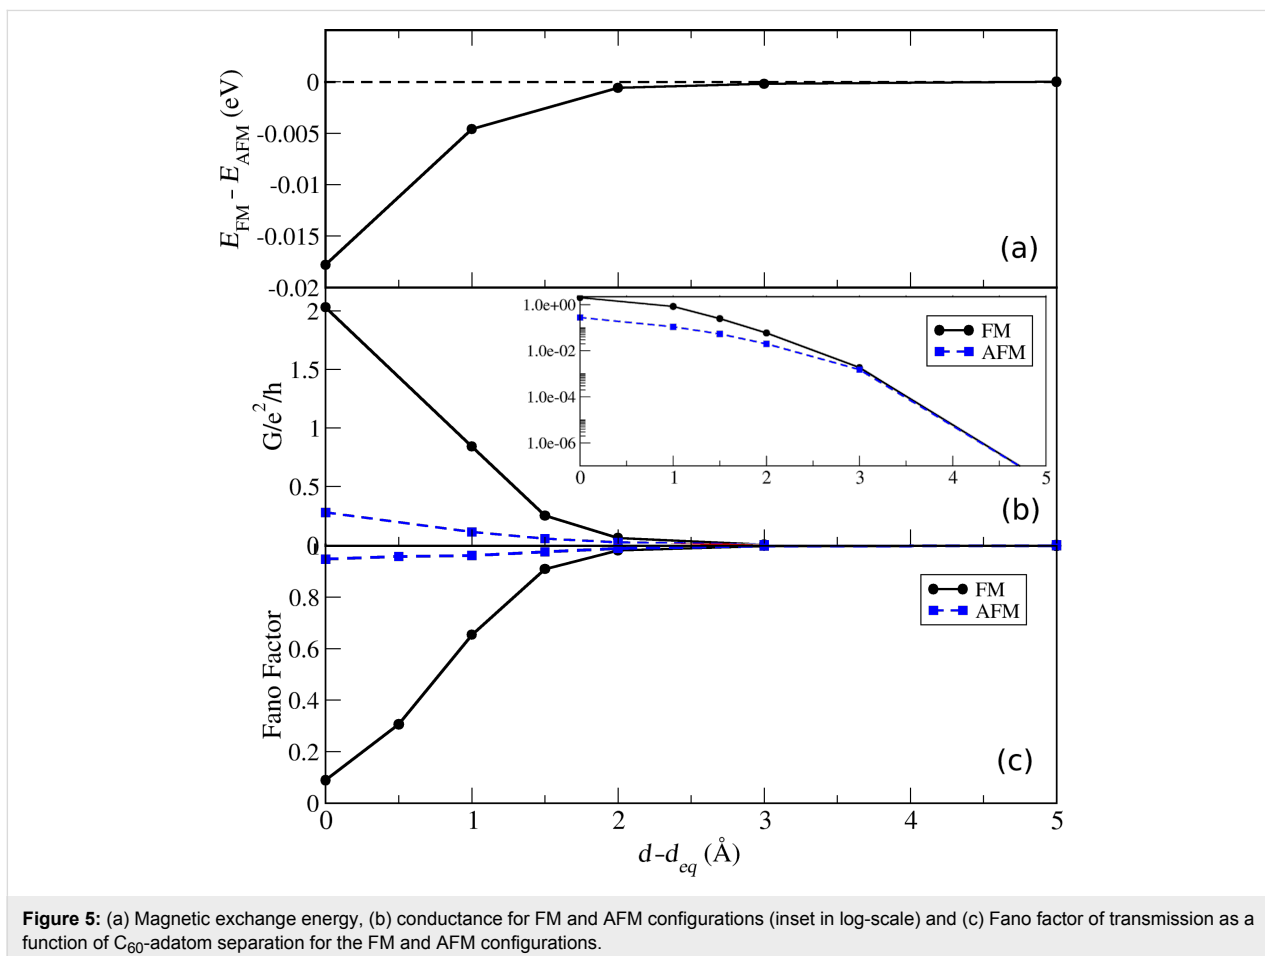 0
-0.005
-0.01
-0.015
-0.02
E_FM - E_AFM (eV)
(a)
2
1.5
1
0.5
0
G/e²/h
1.0e+00
1.0e-02
1.0e-04
1.0e-06
0 1 2 3 4 5
FM
AFM
(b)
0.8
0.6
0.4
0.2
0
Fano Factor
FM
AFM
(c)
0 1 2 3 4 5
d-d_eq (Å)
Figure 5: (a) Magnetic exchange energy, (b) conductance for FM and AFM configurations (inset in log-scale) and (c) Fano factor of transmission as a
function of C₆₀-adatom separation for the FM and AFM configurations.